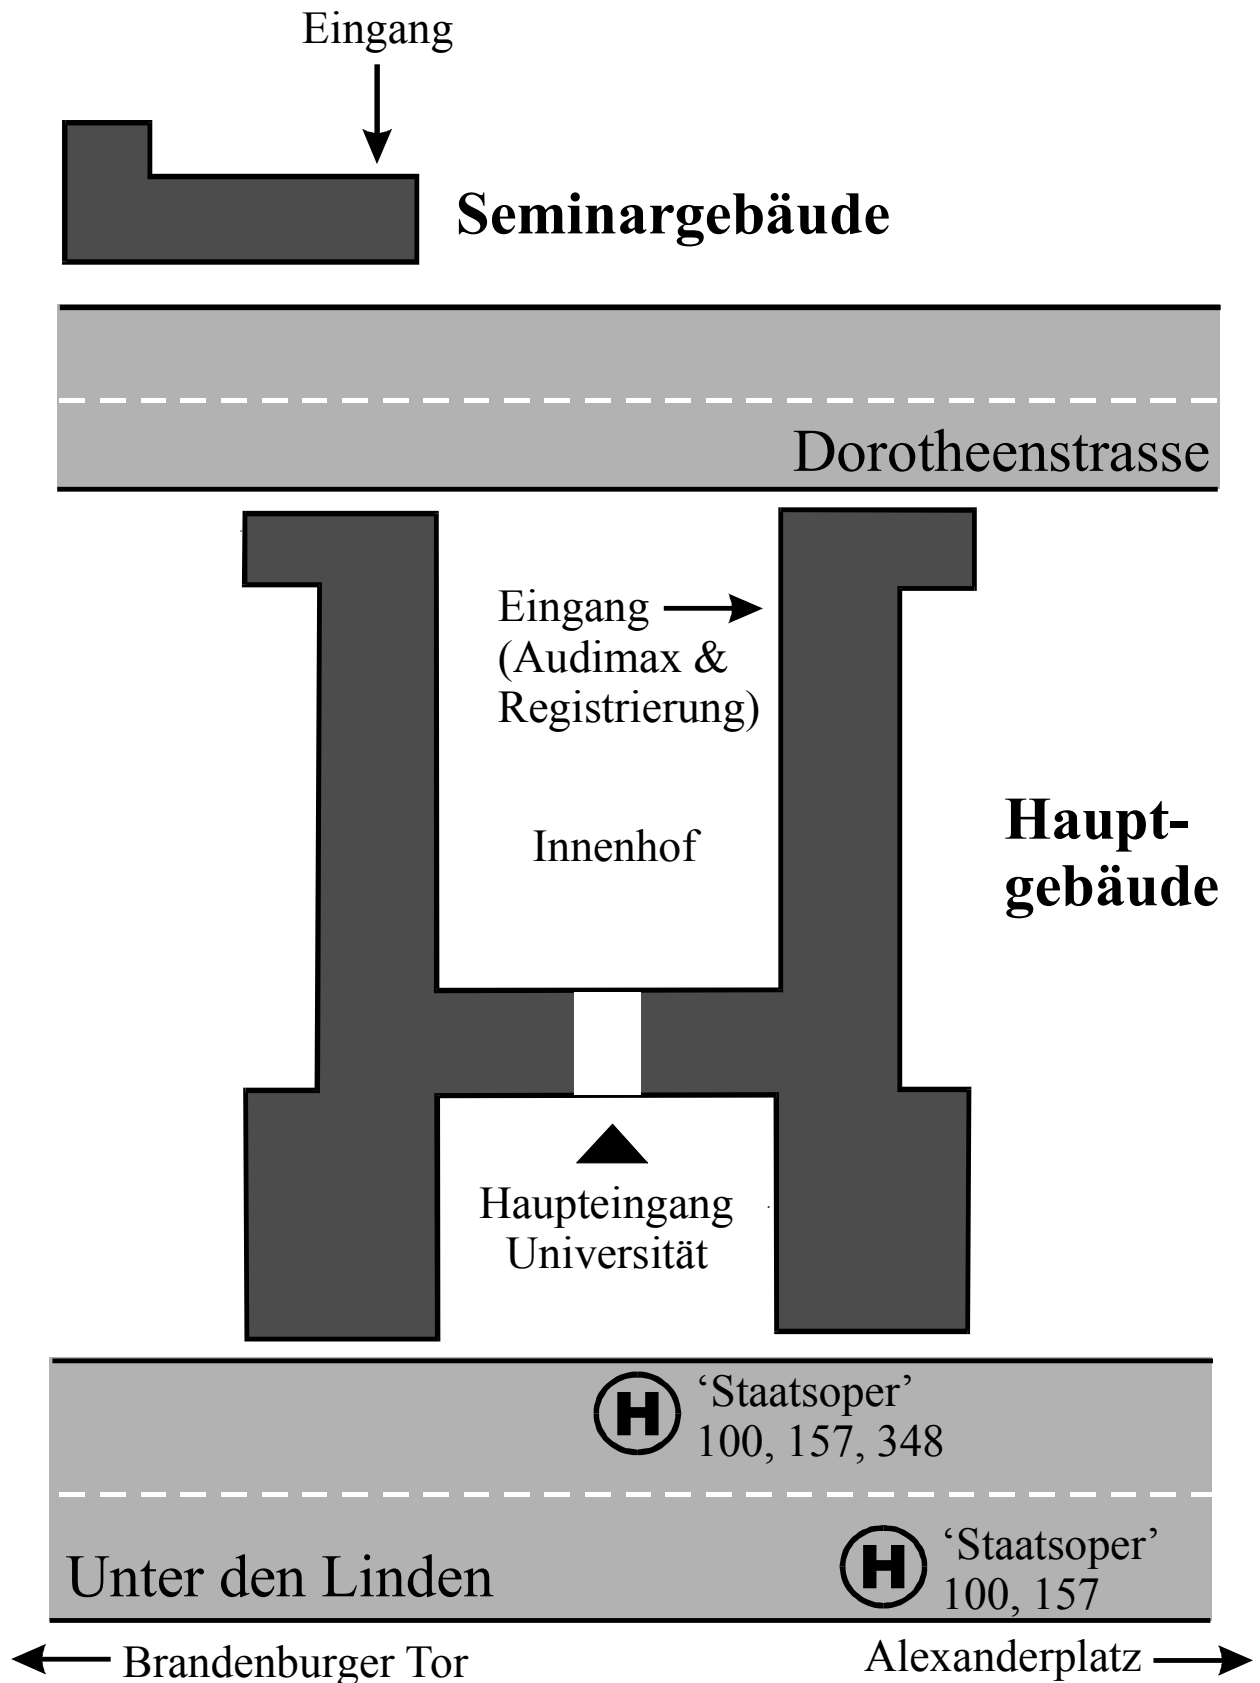 Eingang
Seminargebäude
Dorotheenstrasse
Eingang
(Audimax &
Registrierung)
Innenhof
Haupt-
gebäude
Haupteingang
Universität
H
‘Staatsoper’
100, 157, 348
H
‘Staatsoper’
100, 157
Unter den Linden
Brandenburger Tor
Alexanderplatz